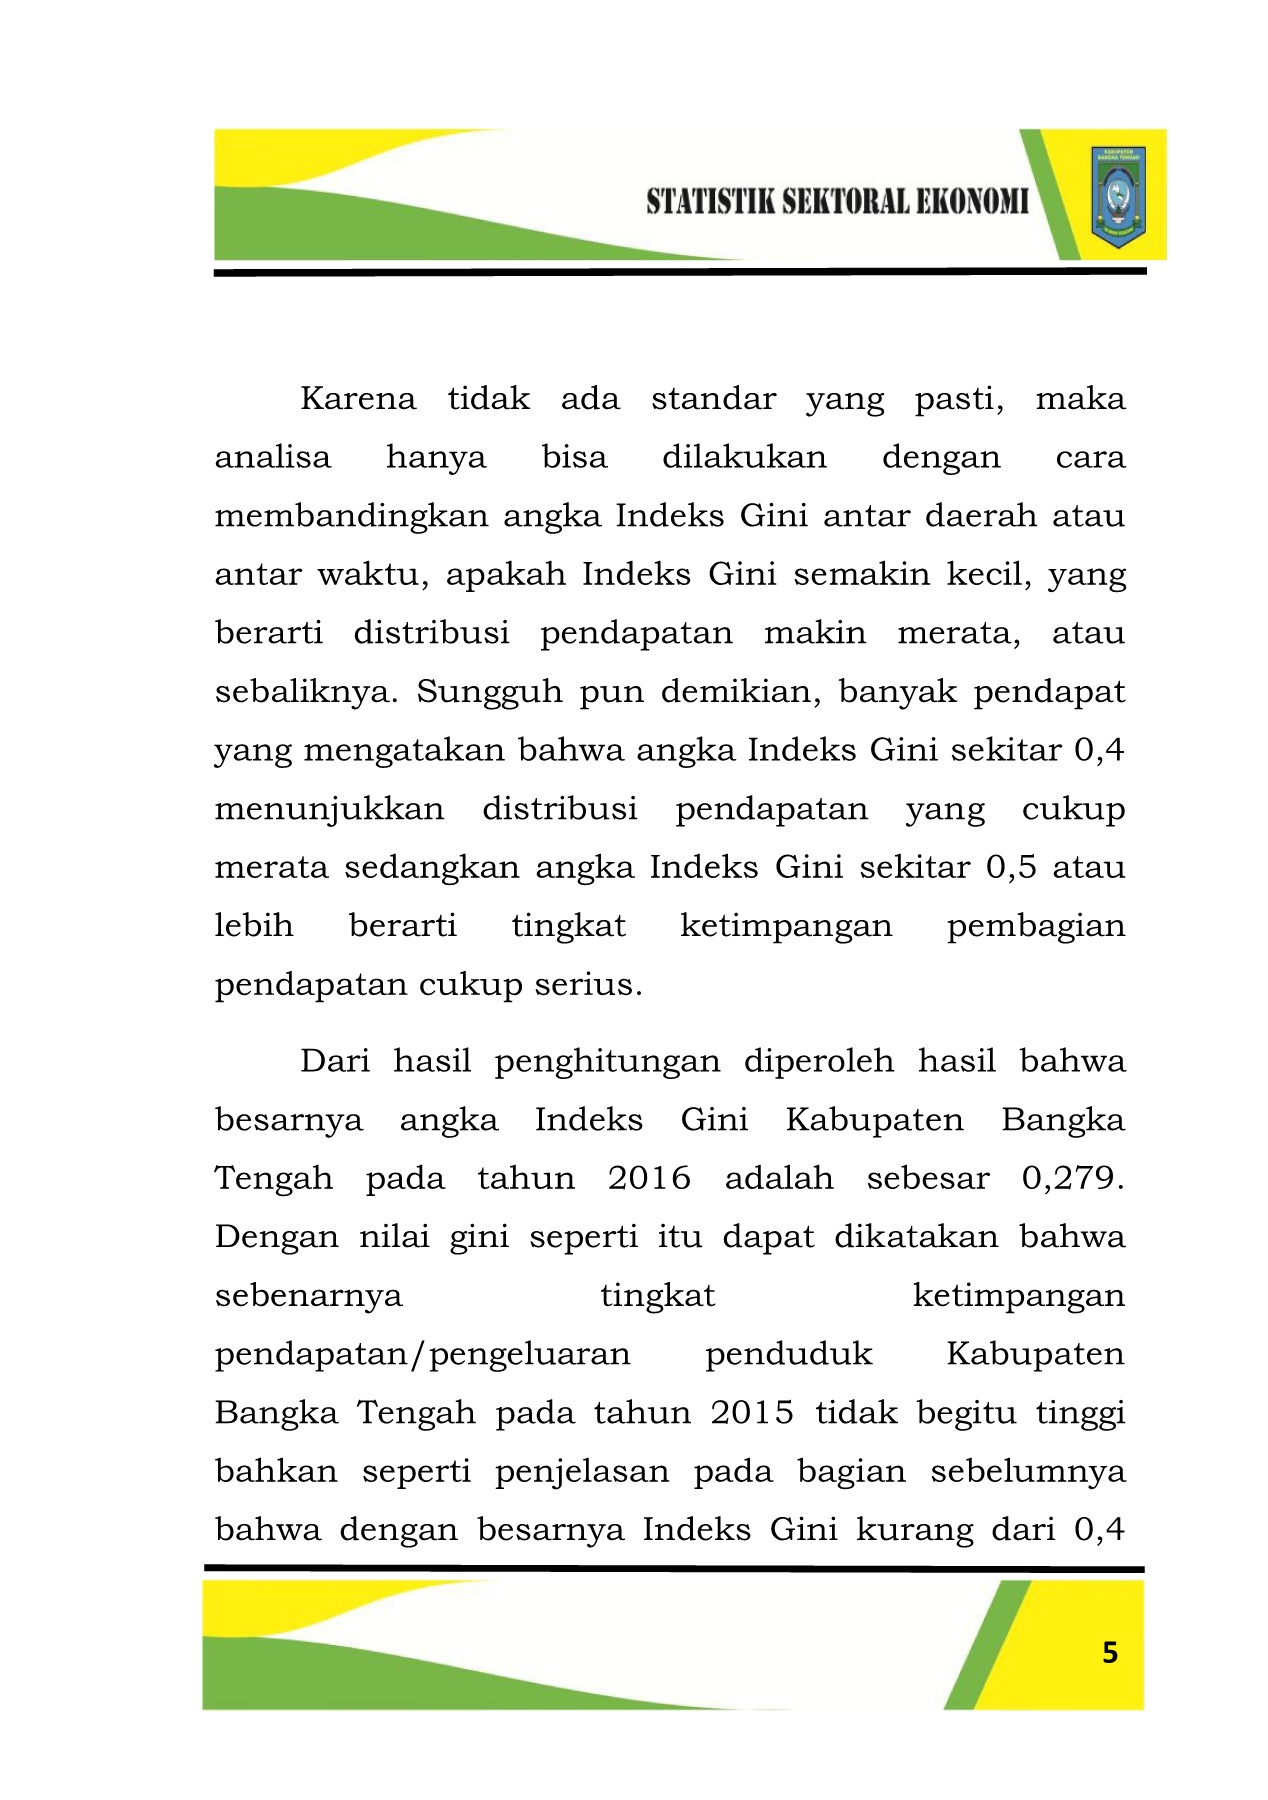 STATISTIK SEKTORAL EKONOMI
KABUPATEN
BANGKA TENGAH
Karena tidak ada standar yang pasti, maka
analisa hanya bisa dilakukan dengan cara
membandingkan angka Indeks Gini antar daerah atau
antar waktu, apakah Indeks Gini semakin kecil, yang
berarti distribusi pendapatan makin merata, atau
sebaliknya. Sungguh pun demikian, banyak pendapat
yang mengatakan bahwa angka Indeks Gini sekitar 0,4
menunjukkan distribusi pendapatan yang cukup
merata sedangkan angka Indeks Gini sekitar 0,5 atau
lebih berarti tingkat ketimpangan pembagian
pendapatan cukup serius.
Dari hasil penghitungan diperoleh hasil bahwa
besarnya angka Indeks Gini Kabupaten Bangka
Tengah pada tahun 2016 adalah sebesar 0,279.
Dengan nilai gini seperti itu dapat dikatakan bahwa
sebenarnya tingkat ketimpangan
pendapatan/pengeluaran penduduk Kabupaten
Bangka Tengah pada tahun 2015 tidak begitu tinggi
bahkan seperti penjelasan pada bagian sebelumnya
bahwa dengan besarnya Indeks Gini kurang dari 0,4
5